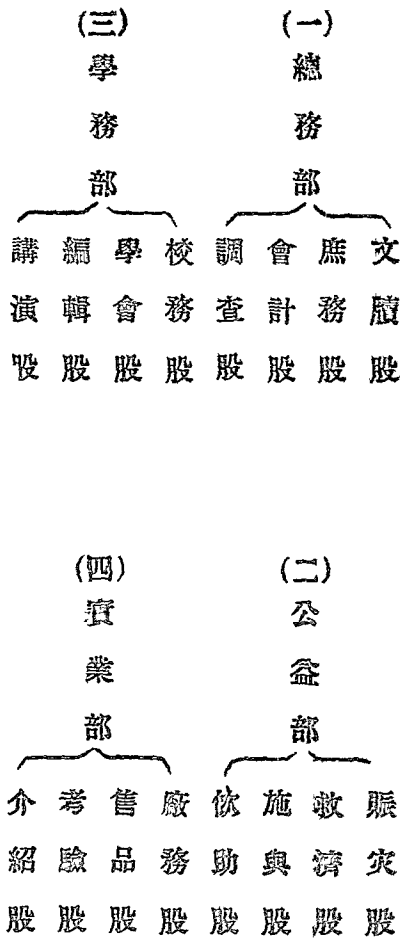 (一)總務部
文牘股
庶務股
會計股
調查股
(二)公益部
賑灾股
救濟股
施與股
佽助股
(三)學務部
校務股
學會股
編輯股
講演股
(四)實業部
廠務股
售品股
考驗股
介紹股